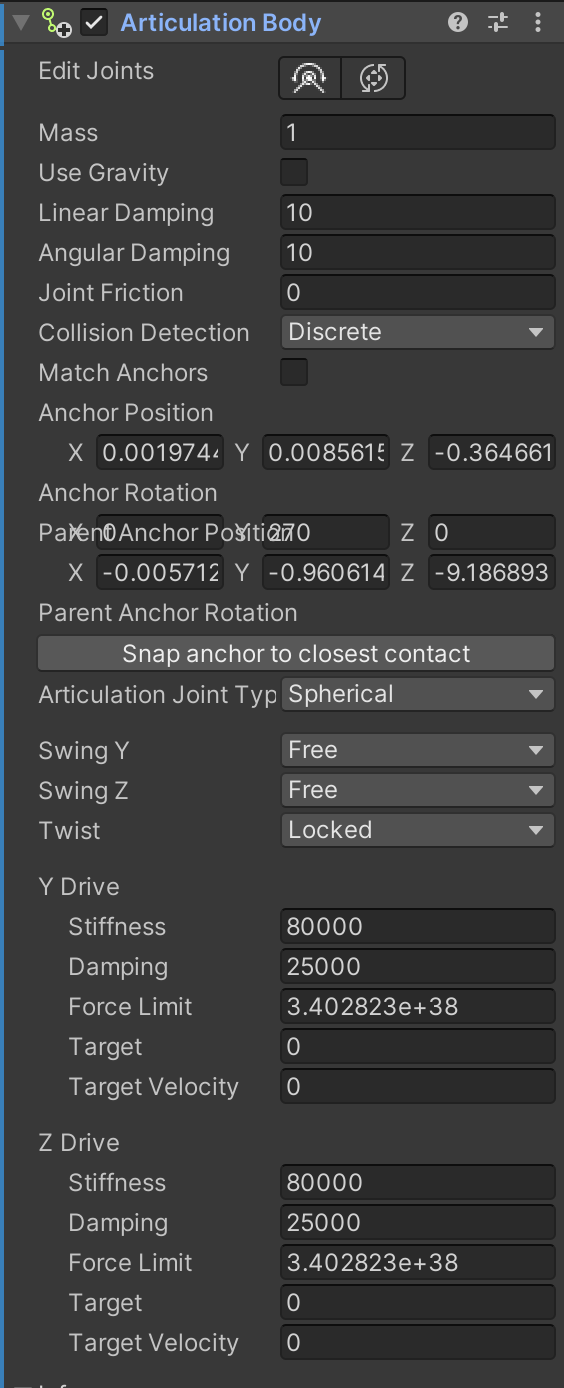 Articulation Body
Edit Joints
Mass 1
Use Gravity
Linear Damping 10
Angular Damping 10
Joint Friction 0
Collision Detection Discrete
Match Anchors
Anchor Position
X 0.001974 Y 0.008561 Z -0.364661
Anchor Rotation
Parent Anchor Position X 0 Y 270 Z 0
X -0.005712 Y -0.960614 Z -9.186893
Parent Anchor Rotation
Snap anchor to closest contact
Articulation Joint Typ Spherical
Swing Y Free
Swing Z Free
Twist Locked
Y Drive
Stiffness 80000
Damping 25000
Force Limit 3.402823e+38
Target 0
Target Velocity 0
Z Drive
Stiffness 80000
Damping 25000
Force Limit 3.402823e+38
Target 0
Target Velocity 0